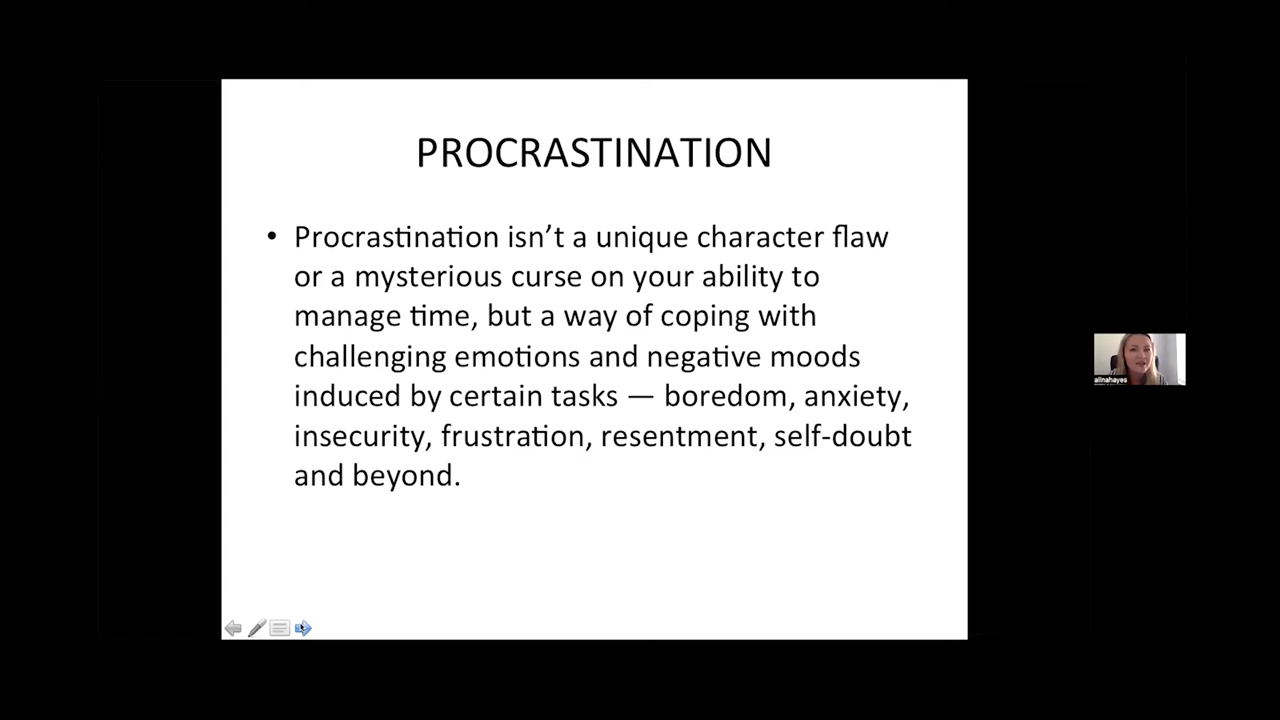 PROCRASTINATION
• Procrastination isn’t a unique character flaw
or a mysterious curse on your ability to
manage time, but a way of coping with
challenging emotions and negative moods
induced by certain tasks — boredom, anxiety,
insecurity, frustration, resentment, self-doubt
and beyond.
alinahayes